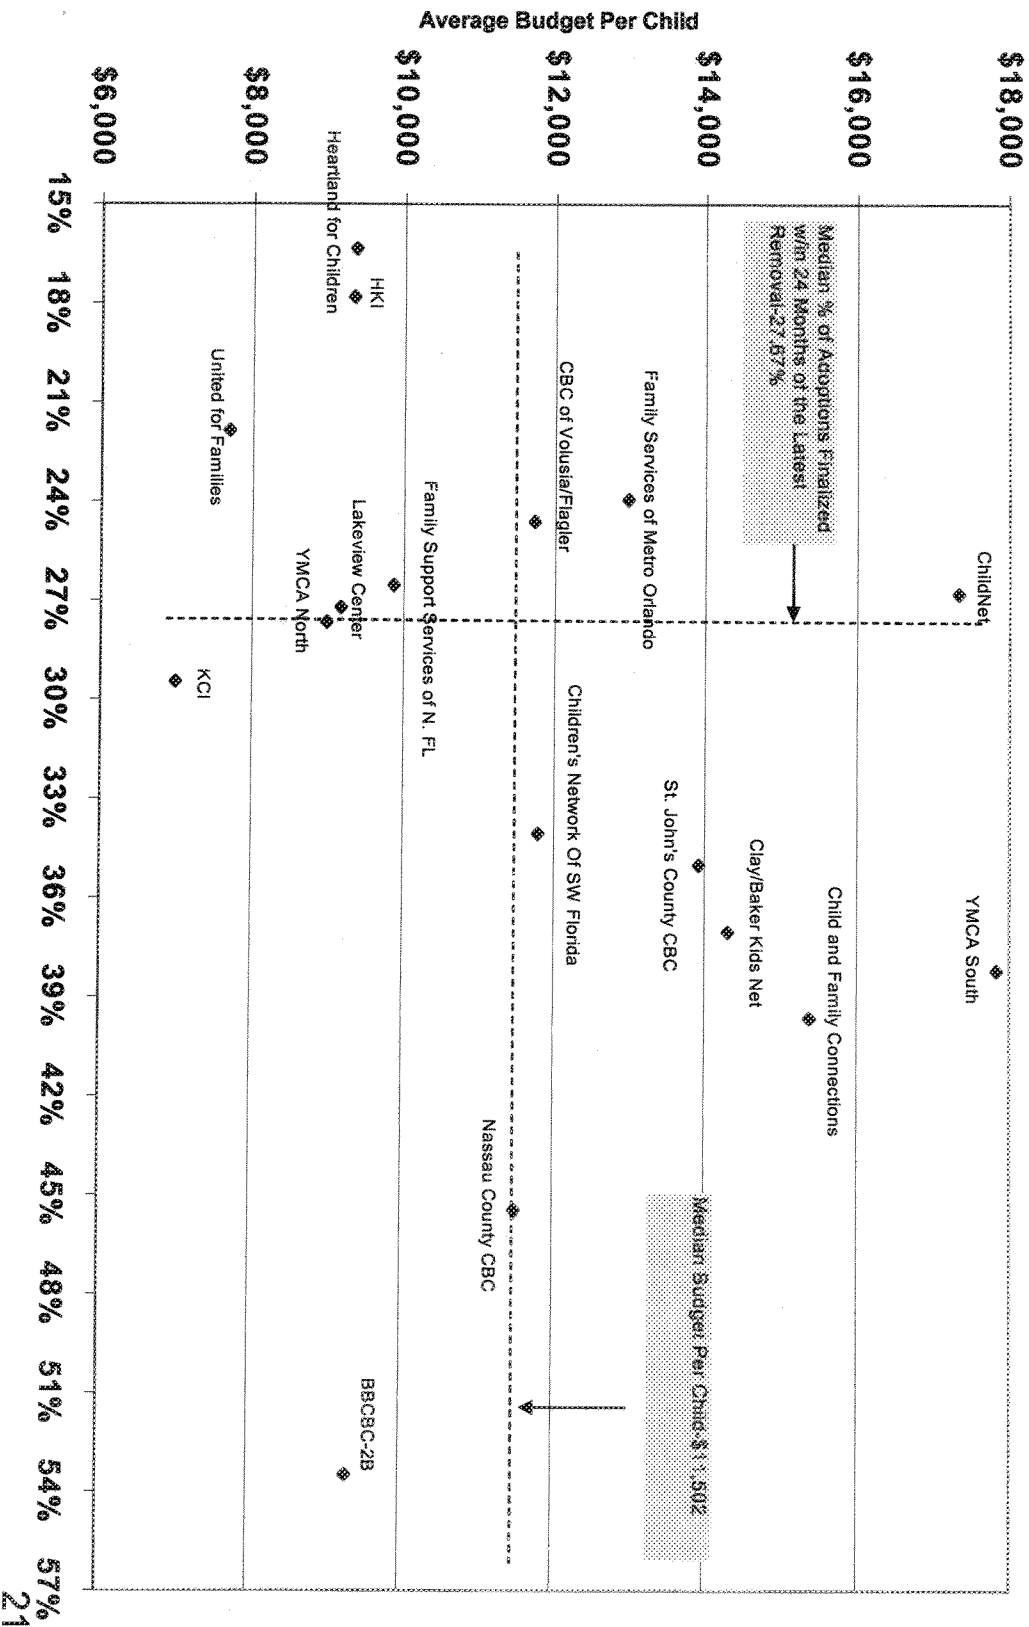 Average Budget Per Child
$18,000
$16,000
$14,000
$12,000
$10,000
$8,000
$6,000
15%
18%
21%
24%
27%
30%
33%
36%
39%
42%
45%
48%
51%
54%
57%
Median % of Adoptions Finalized
w/in 24 Months of the Latest
Removal-27.67%
Median Budget Per Child-$11,502
ChildNet
YMCA South
Child and Family Connections
Clay/Baker Kids Net
St. John's County CBC
Family Services of Metro Orlando
CBC of Volusia/Flagler
Children's Network Of SW Florida
Nassau County CBC
Family Support Services of N. FL
HKI
Heartland for Children
Lakeview Center
YMCA North
BBCBC-2B
United for Families
KCI
21